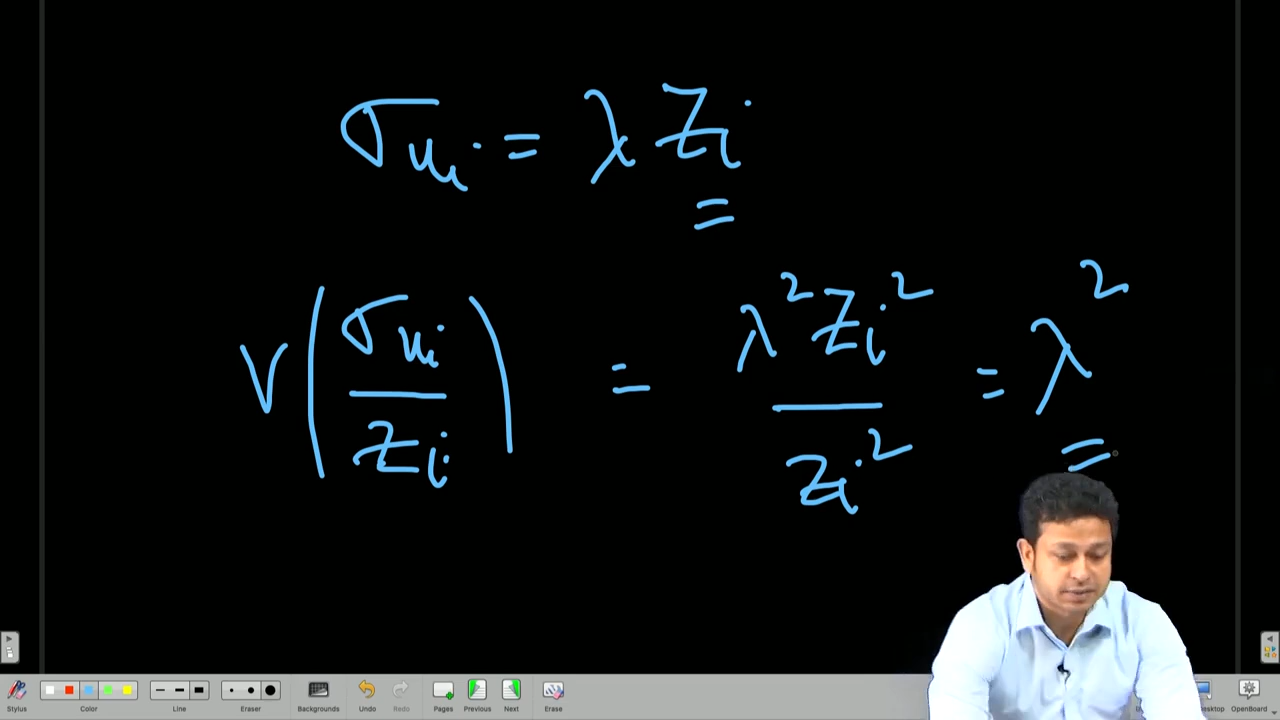 σuᵢ = λ Zᵢ
V(σuᵢ / Zᵢ) = λ²Zᵢ² / Zᵢ² = λ²
Stylus Color Line Eraser Backgrounds Undo Redo Pages Previous Next Erase Desktop OpenBoard